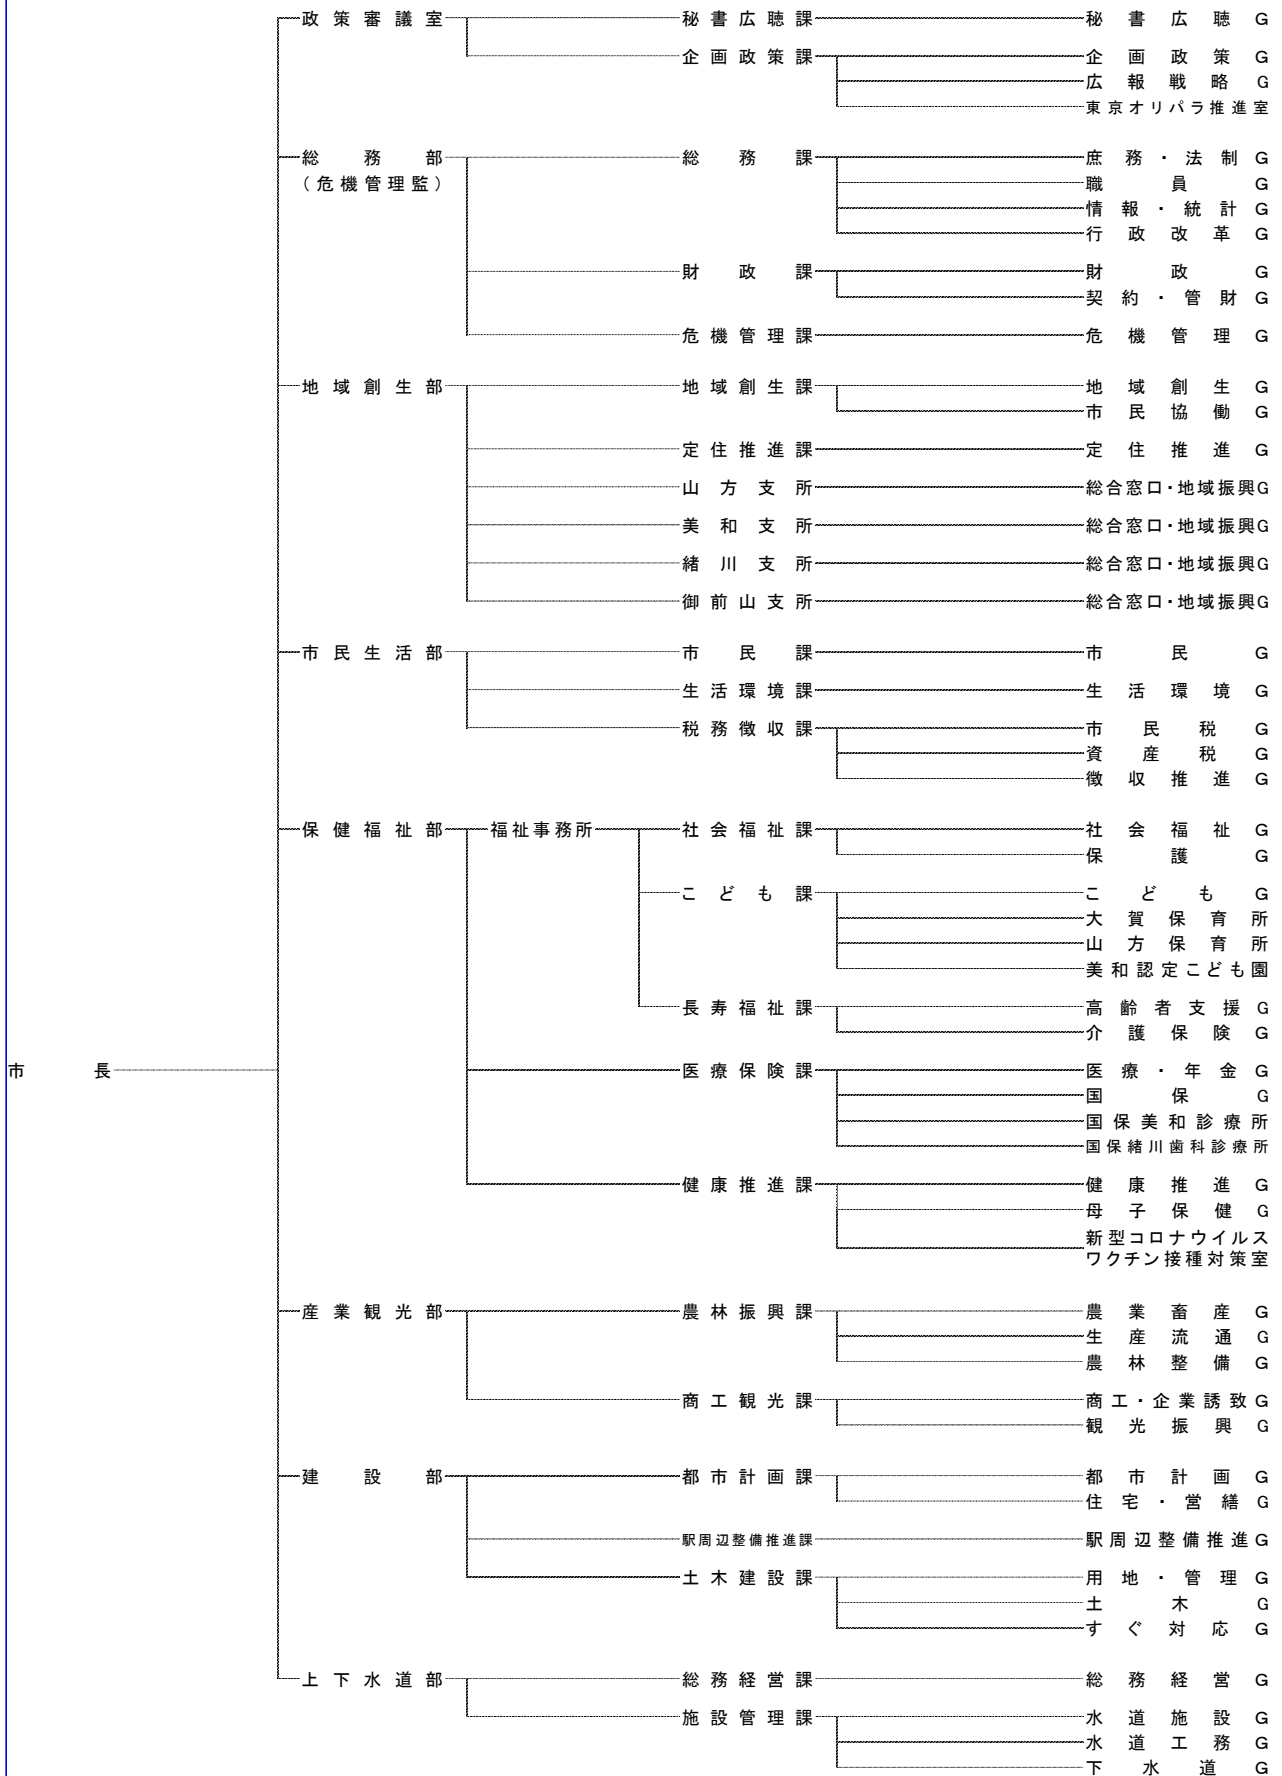 政策審議室 秘書広聴課 秘書広聴G
企画政策課 企画政策G
広報戦略G
東京オリパラ推進室
総務部 総務課 庶務・法制G
（危機管理監） 職員G
情報・統計G
行政改革G
財政課 財政G
契約・管財G
危機管理課 危機管理G
地域創生部 地域創生課 地域創生G
市民協働G
定住推進課 定住推進G
山方支所 総合窓口・地域振興G
美和支所 総合窓口・地域振興G
緒川支所 総合窓口・地域振興G
御前山支所 総合窓口・地域振興G
市民生活部 市民課 市民G
生活環境課 生活環境G
税務徴収課 市民税G
資産税G
徴収推進G
保健福祉部 福祉事務所 社会福祉課 社会福祉G
保護G
こども課 こどもG
大賀保育所
山方保育所
美和認定こども園
長寿福祉課 高齢者支援G
介護保険G
市長 医療保険課 医療・年金G
国保G
国保美和診療所
国保緒川歯科診療所
健康推進課 健康推進G
母子保健G
新型コロナウイルス
ワクチン接種対策室
産業観光部 農林振興課 農業畜産G
生産流通G
農林整備G
商工観光課 商工・企業誘致G
観光振興G
建設部 都市計画課 都市計画G
住宅・営繕G
駅周辺整備推進課 駅周辺整備推進G
土木建設課 用地・管理G
土木G
すぐ対応G
上下水道部 総務経営課 総務経営G
施設管理課 水道施設G
水道工務G
下水道G